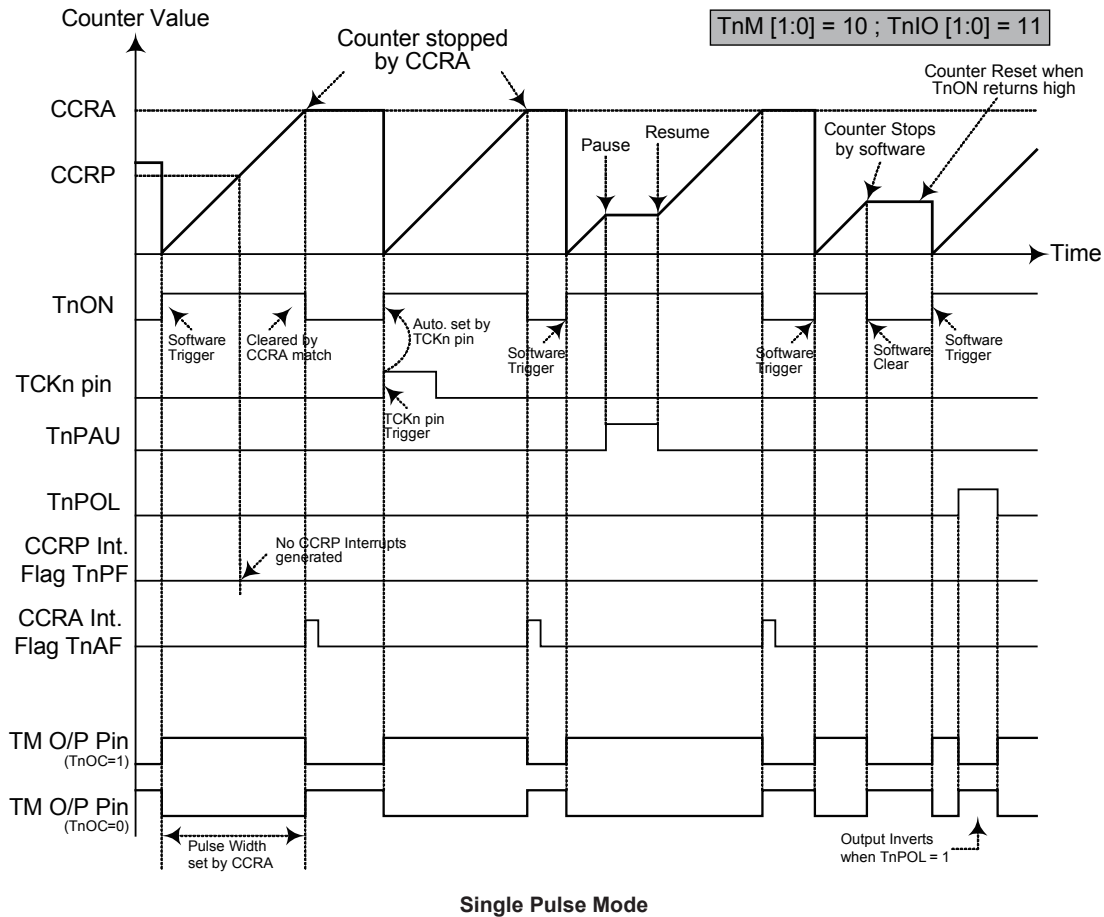 Counter Value
TnM [1:0] = 10 ; TnIO [1:0] = 11
Counter stopped
by CCRA
Counter Reset when
TnON returns high
CCRA
Pause
Resume
Counter Stops
by software
CCRP
Time
TnON
Software
Trigger
Cleared by
CCRA match
Auto. set by
TCKn pin
Software
Trigger
Software
Trigger
Software
Clear
Software
Trigger
TCKn pin
TCKn pin
Trigger
TnPAU
TnPOL
CCRP Int.
Flag TnPF
No CCRP Interrupts
generated
CCRA Int.
Flag TnAF
TM O/P Pin
(TnOC=1)
TM O/P Pin
(TnOC=0)
Pulse Width
set by CCRA
Output Inverts
when TnPOL = 1
Single Pulse Mode